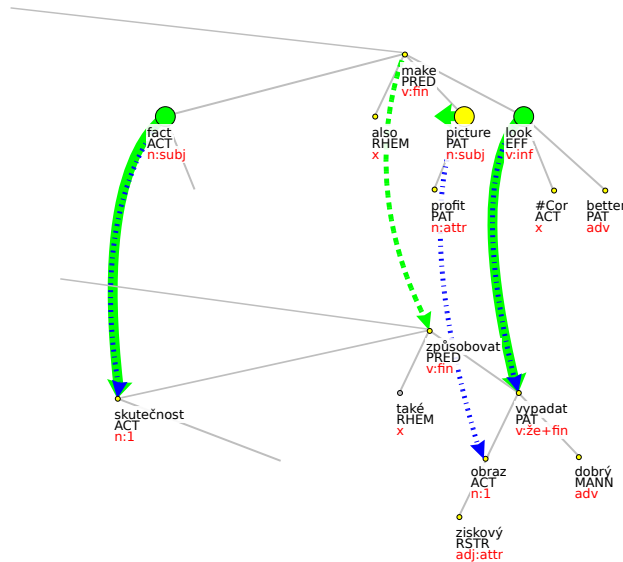 make
PRED
v:fin
fact
ACT
n:subj
also
RHEM
x
picture
PAT
n:subj
look
EFF
v:inf
profit
PAT
n:attr
#Cor
ACT
x
better
PAT
adv
způsobovat
PRED
v:fin
skutečnost
ACT
n:1
také
RHEM
x
vypadat
PAT
v:že+fin
obraz
ACT
n:1
dobrý
MANN
adv
ziskový
RSTR
adj:attr